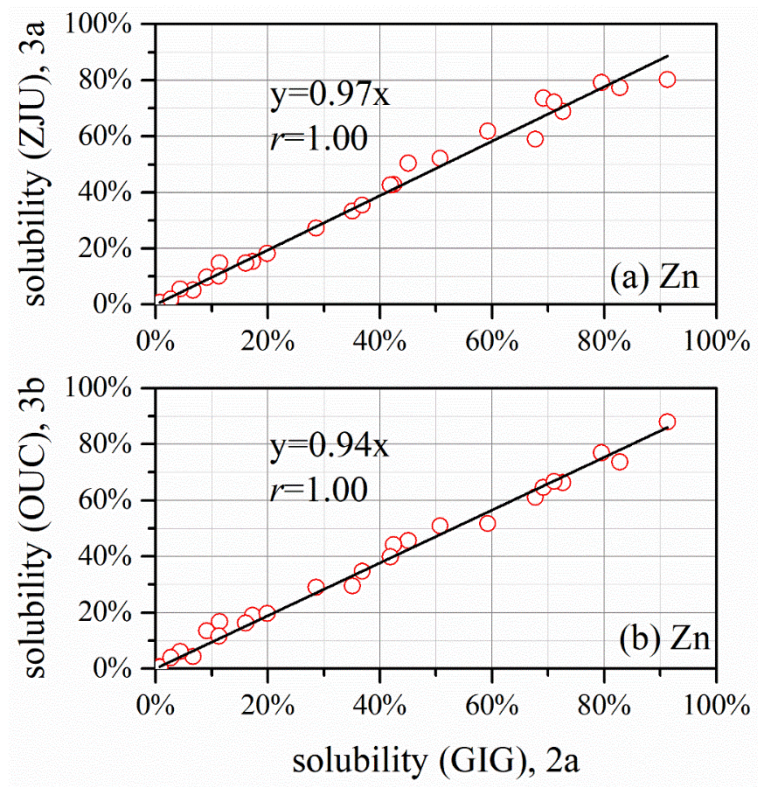 100%
80%
60%
40%
20%
0%
solubility (ZJU), 3a
y=0.97x
r=1.00
(a) Zn
0%
20%
40%
60%
80%
100%
100%
80%
60%
40%
20%
0%
solubility (OUC), 3b
y=0.94x
r=1.00
(b) Zn
0%
20%
40%
60%
80%
100%
solubility (GIG), 2a